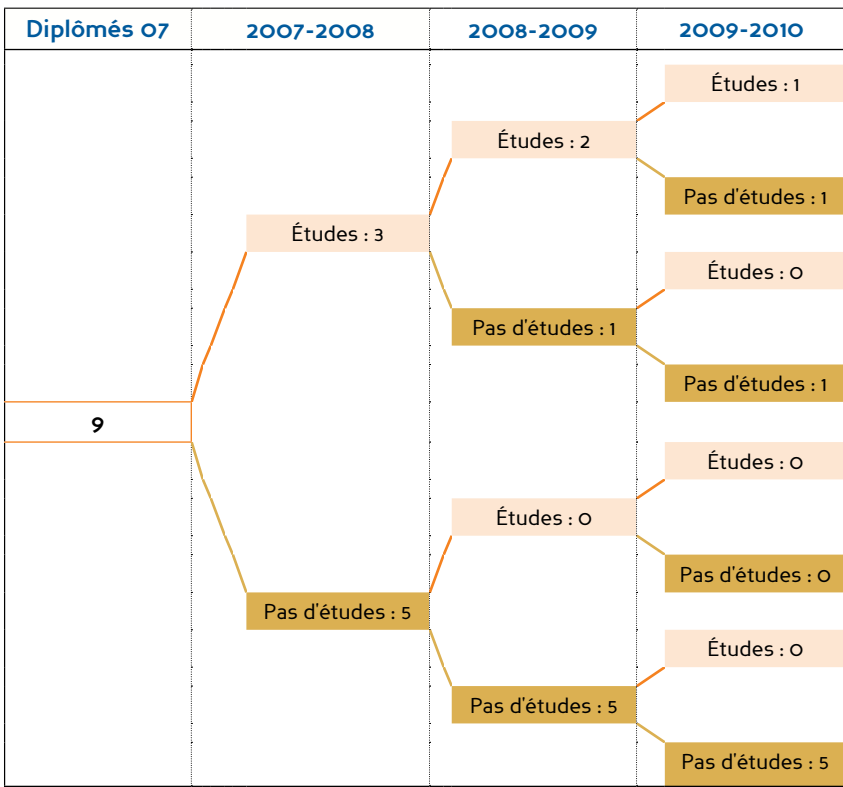 Diplômés 07 2007-2008 2008-2009 2009-2010
Études : 1
Études : 2
Pas d'études : 1
Études : 3
Études : 0
Pas d'études : 1
Pas d'études : 1
9
Études : 0
Études : 0
Pas d'études : 0
Pas d'études : 5
Études : 0
Pas d'études : 5
Pas d'études : 5